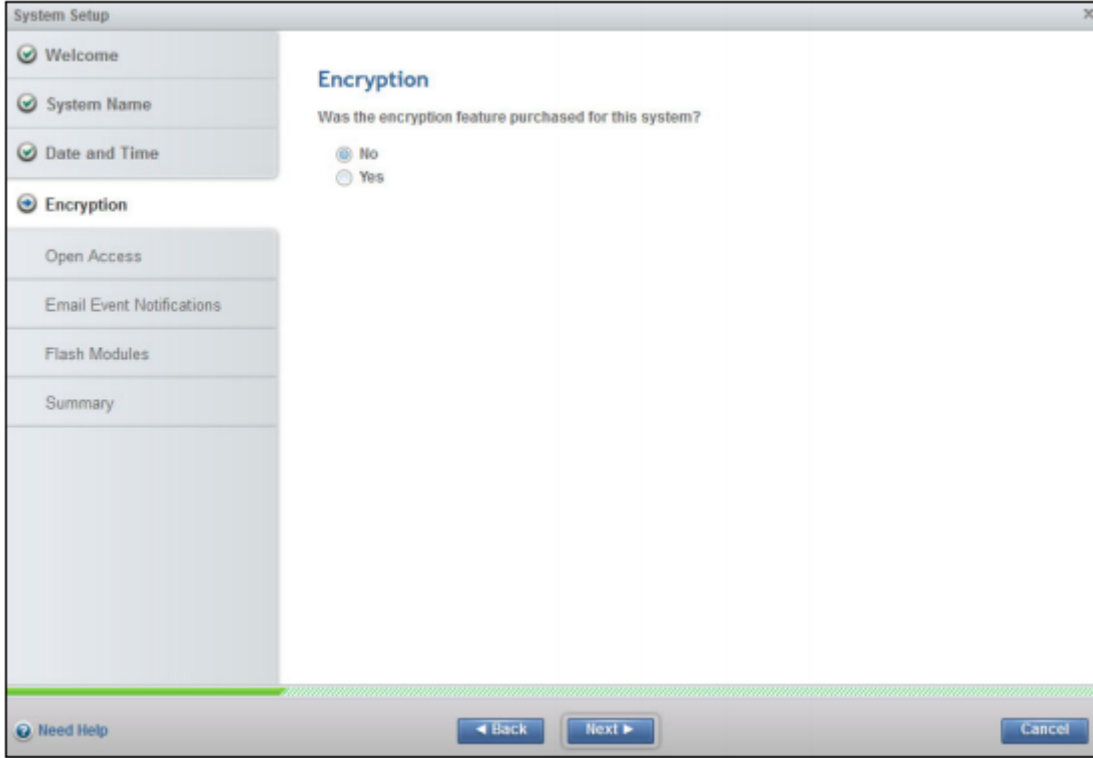 System Setup
Welcome
System Name
Date and Time
Encryption
Open Access
Email Event Notifications
Flash Modules
Summary
Encryption
Was the encryption feature purchased for this system?
No
Yes
Need Help
Back
Next
Cancel